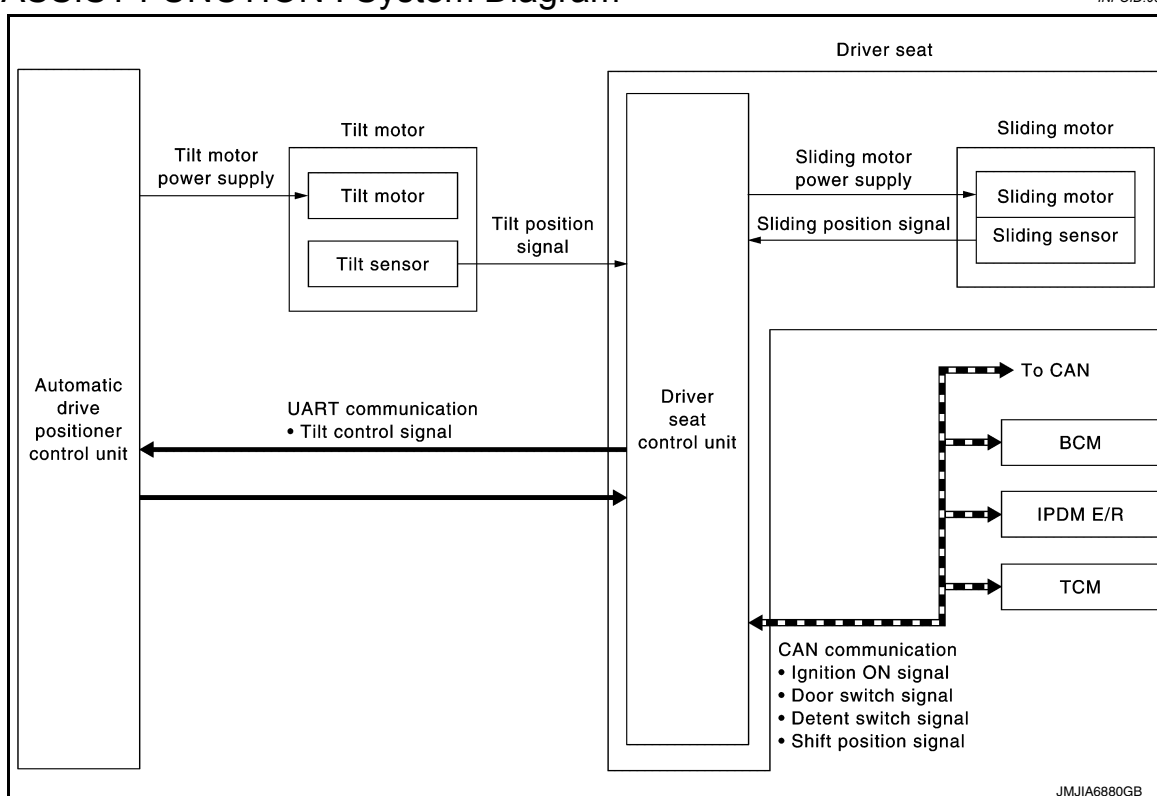 ASSIST FUNCTION : System Diagram
Driver seat
Tilt motor
Sliding motor
Tilt motor
power supply
Sliding motor
power supply
Tilt motor
Sliding motor
Tilt position
signal
Sliding position signal
Sliding sensor
Tilt sensor
Automatic
drive
positioner
control unit
UART communication
• Tilt control signal
Driver
seat
control unit
To CAN
BCM
IPDM E/R
TCM
CAN communication
• Ignition ON signal
• Door switch signal
• Detent switch signal
• Shift position signal
JMJIA6880GB